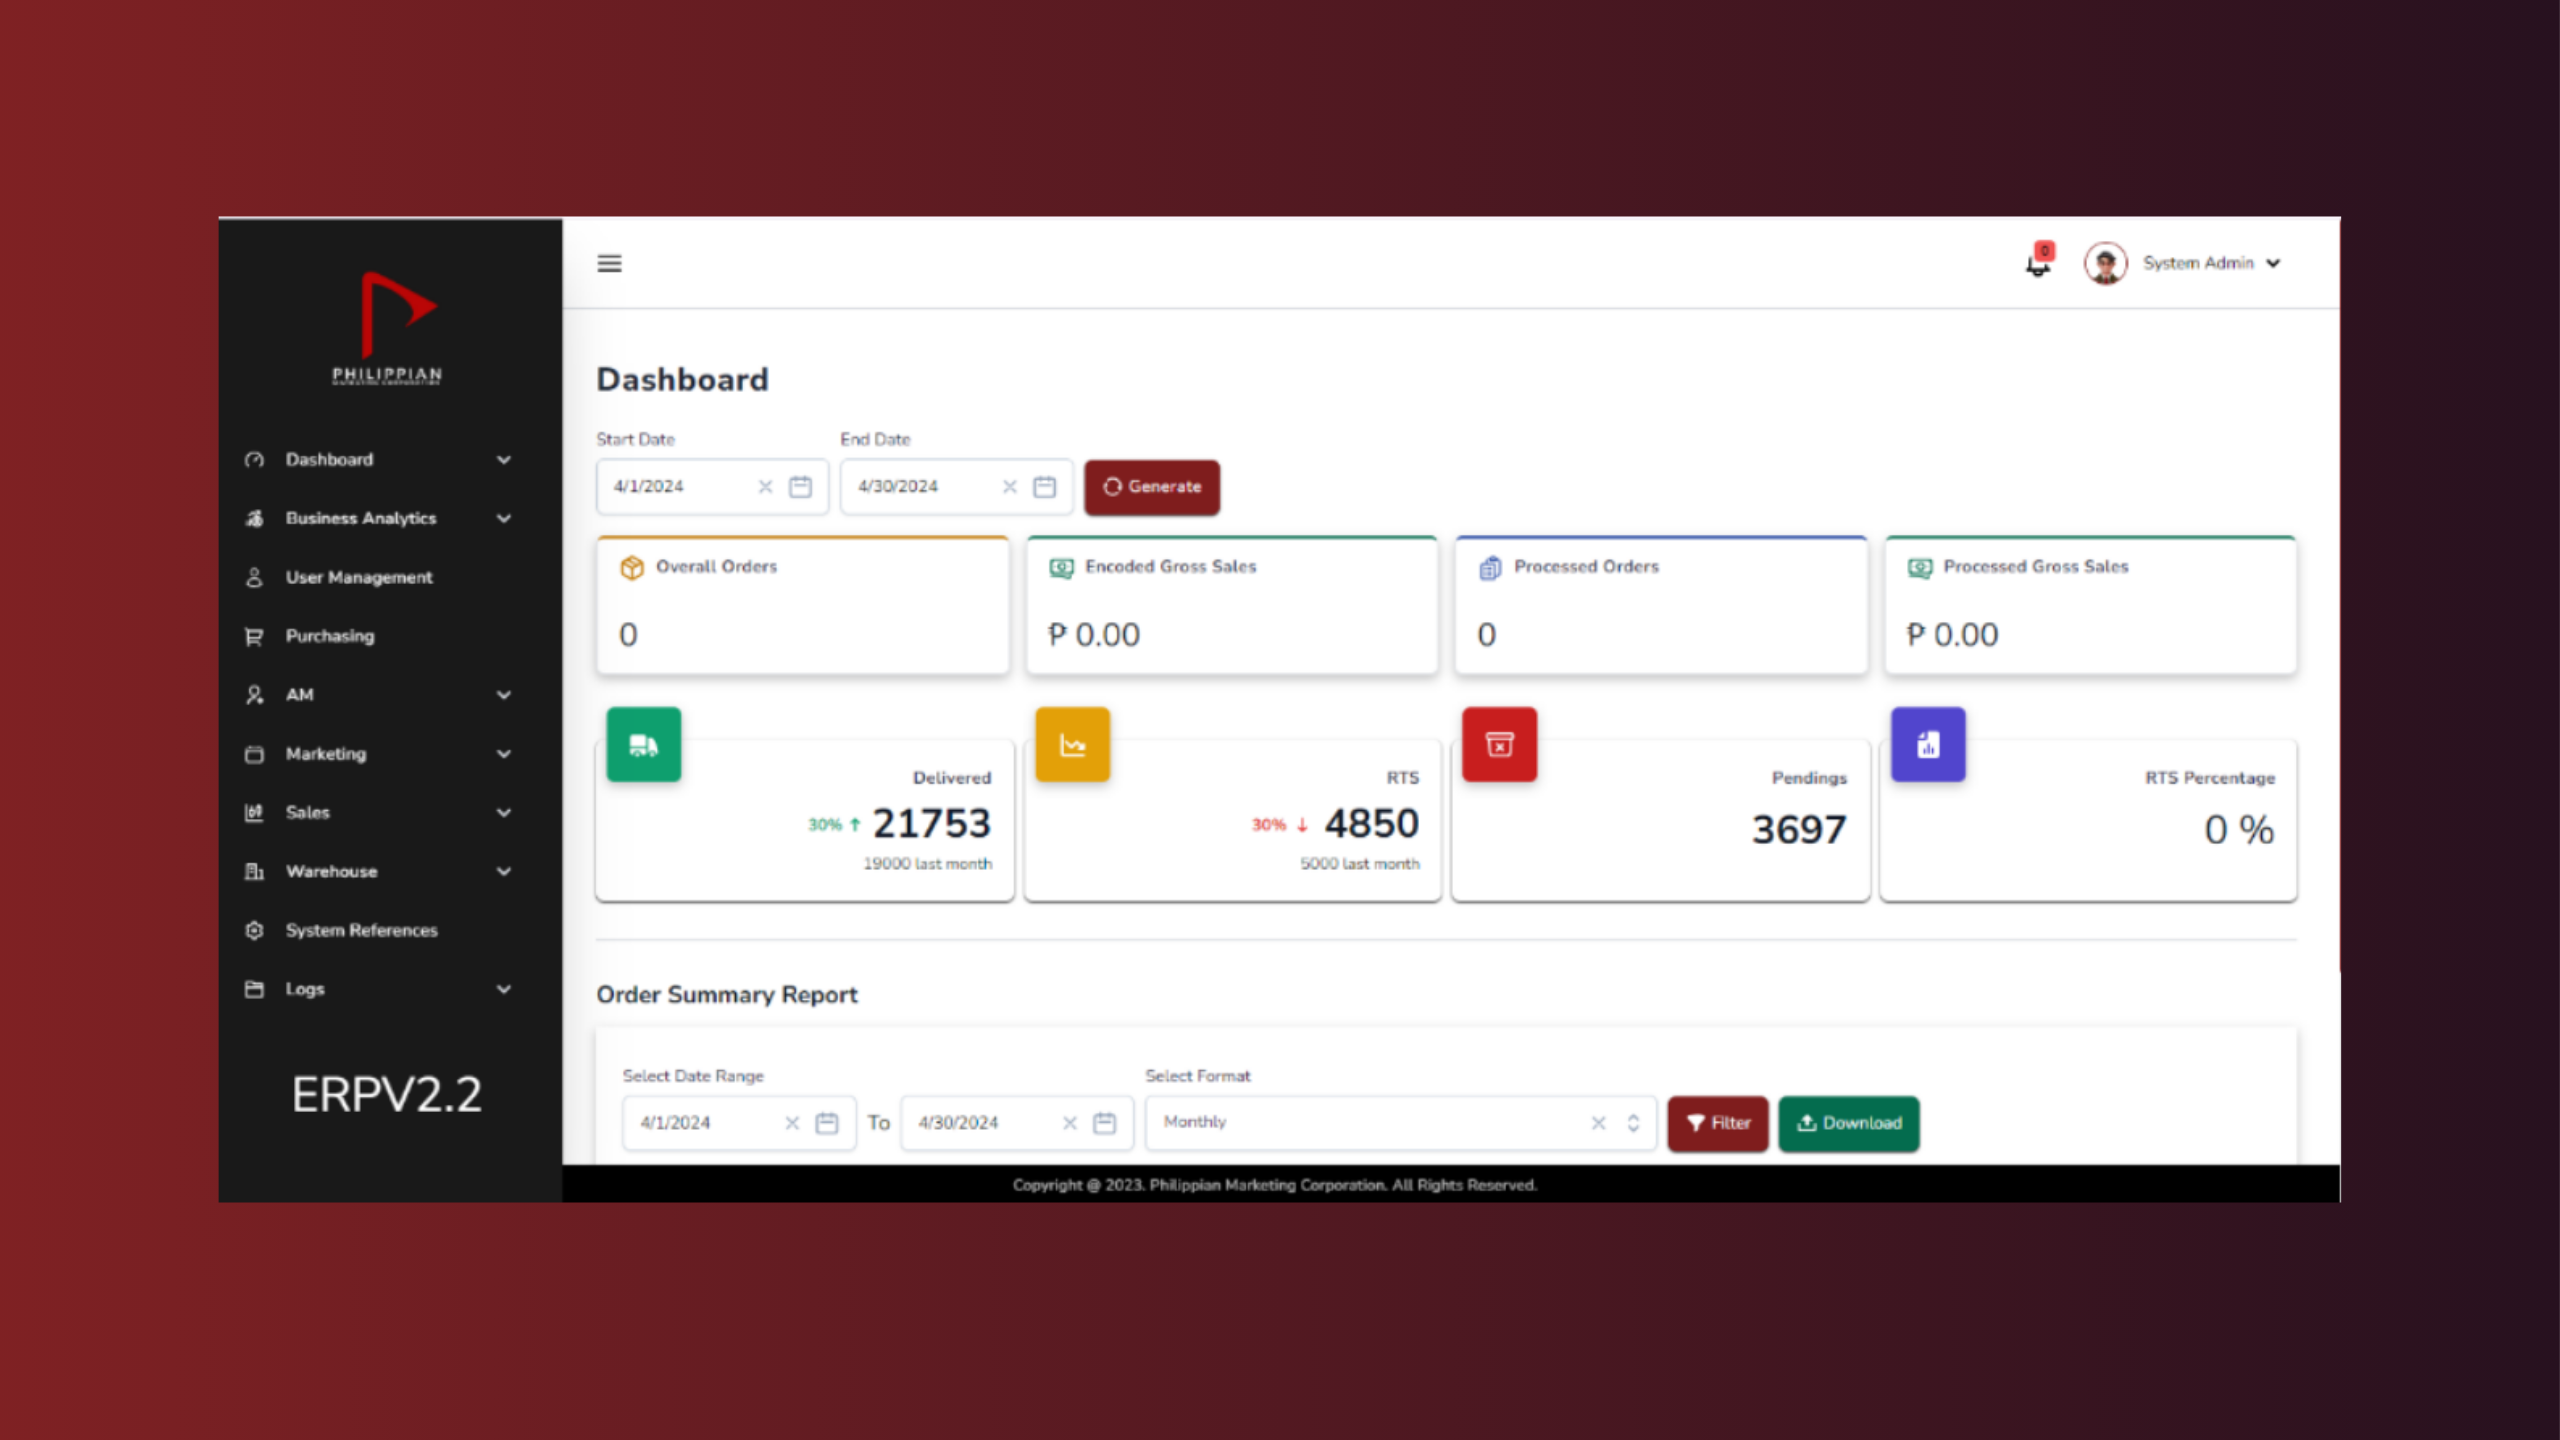 PHILIPPIAN
MARKETING CORPORATION
Dashboard
Business Analytics
User Management
Purchasing
AM
Marketing
Sales
Warehouse
System References
Logs
ERPV2.2
0
System Admin
Dashboard
Start Date
End Date
4/1/2024
4/30/2024
Generate
Overall Orders
0
Encoded Gross Sales
₱ 0.00
Processed Orders
0
Processed Gross Sales
₱ 0.00
Delivered
30% ↑ 21753
19000 last month
RTS
30% ↓ 4850
5000 last month
Pendings
3697
RTS Percentage
0 %
Order Summary Report
Select Date Range
Select Format
4/1/2024 To 4/30/2024
Monthly
Filter
Download
Copyright @ 2023. Philippian Marketing Corporation. All Rights Reserved.